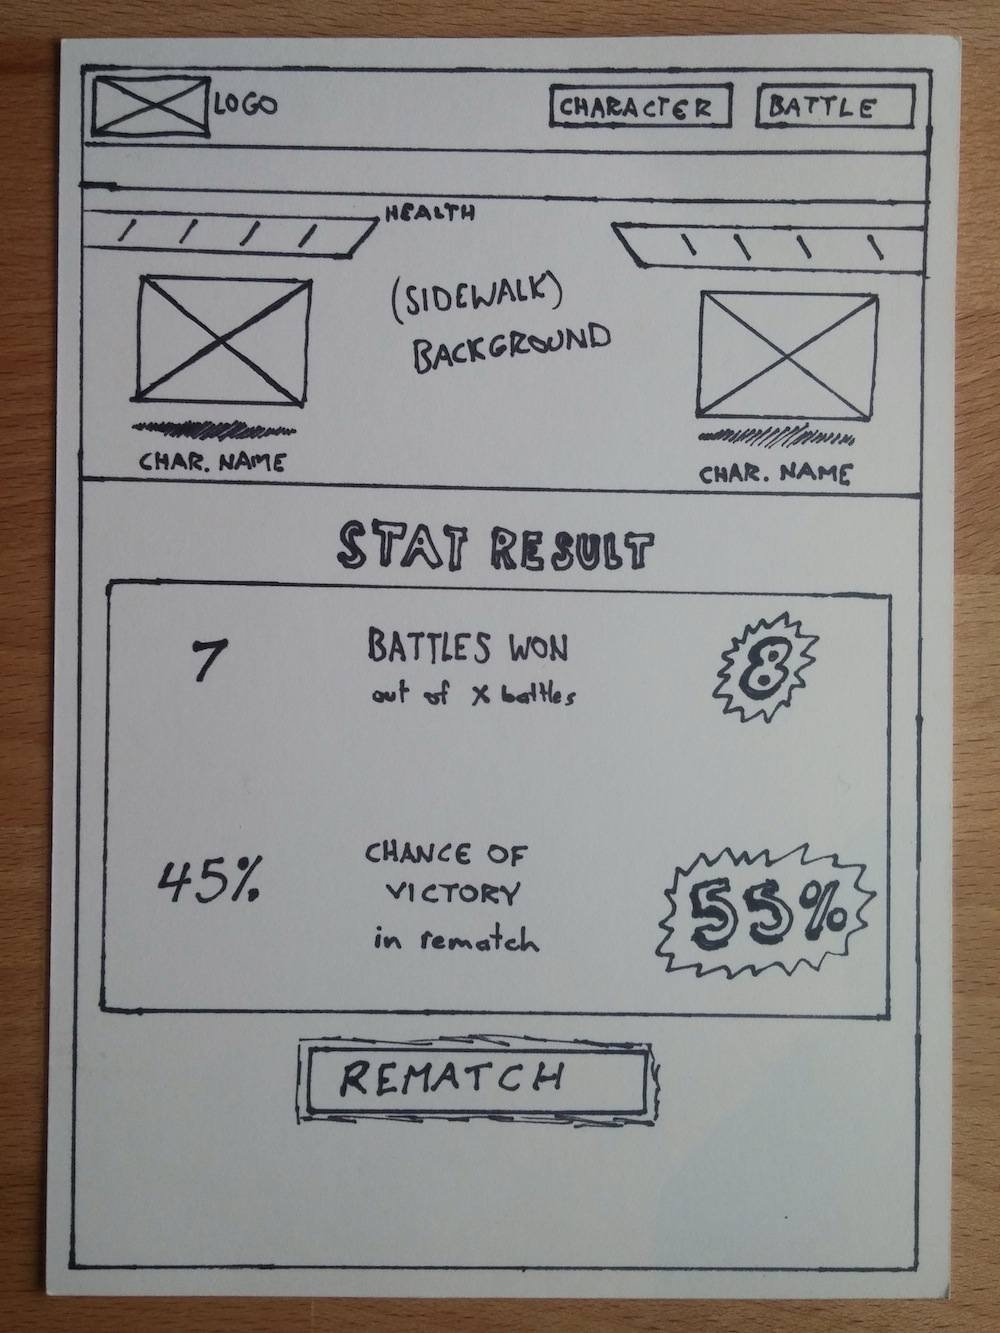 LOGO
CHARACTER
BATTLE
HEALTH
(SIDEWALK)
BACKGROUND
CHAR. NAME
CHAR. NAME
STAT RESULT
7
BATTLES WON
8
out of X battles
45%
CHANCE OF
VICTORY
55%
in rematch
REMATCH